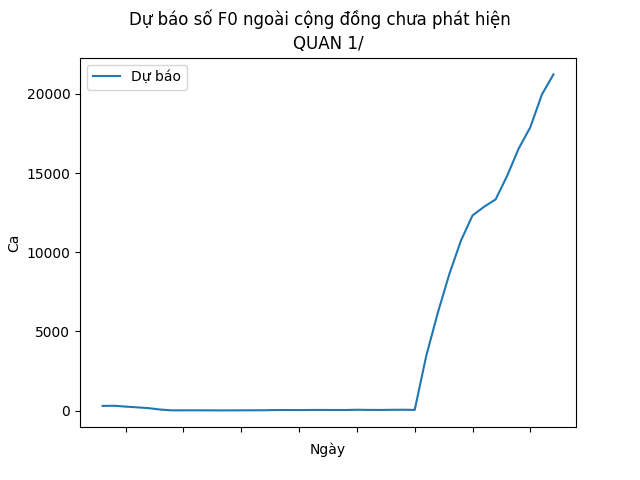 Dự báo số F0 ngoài cộng đồng chưa phát hiện
QUAN 1/
Dự báo
20000
15000
10000
5000
0
Ca
Ngày